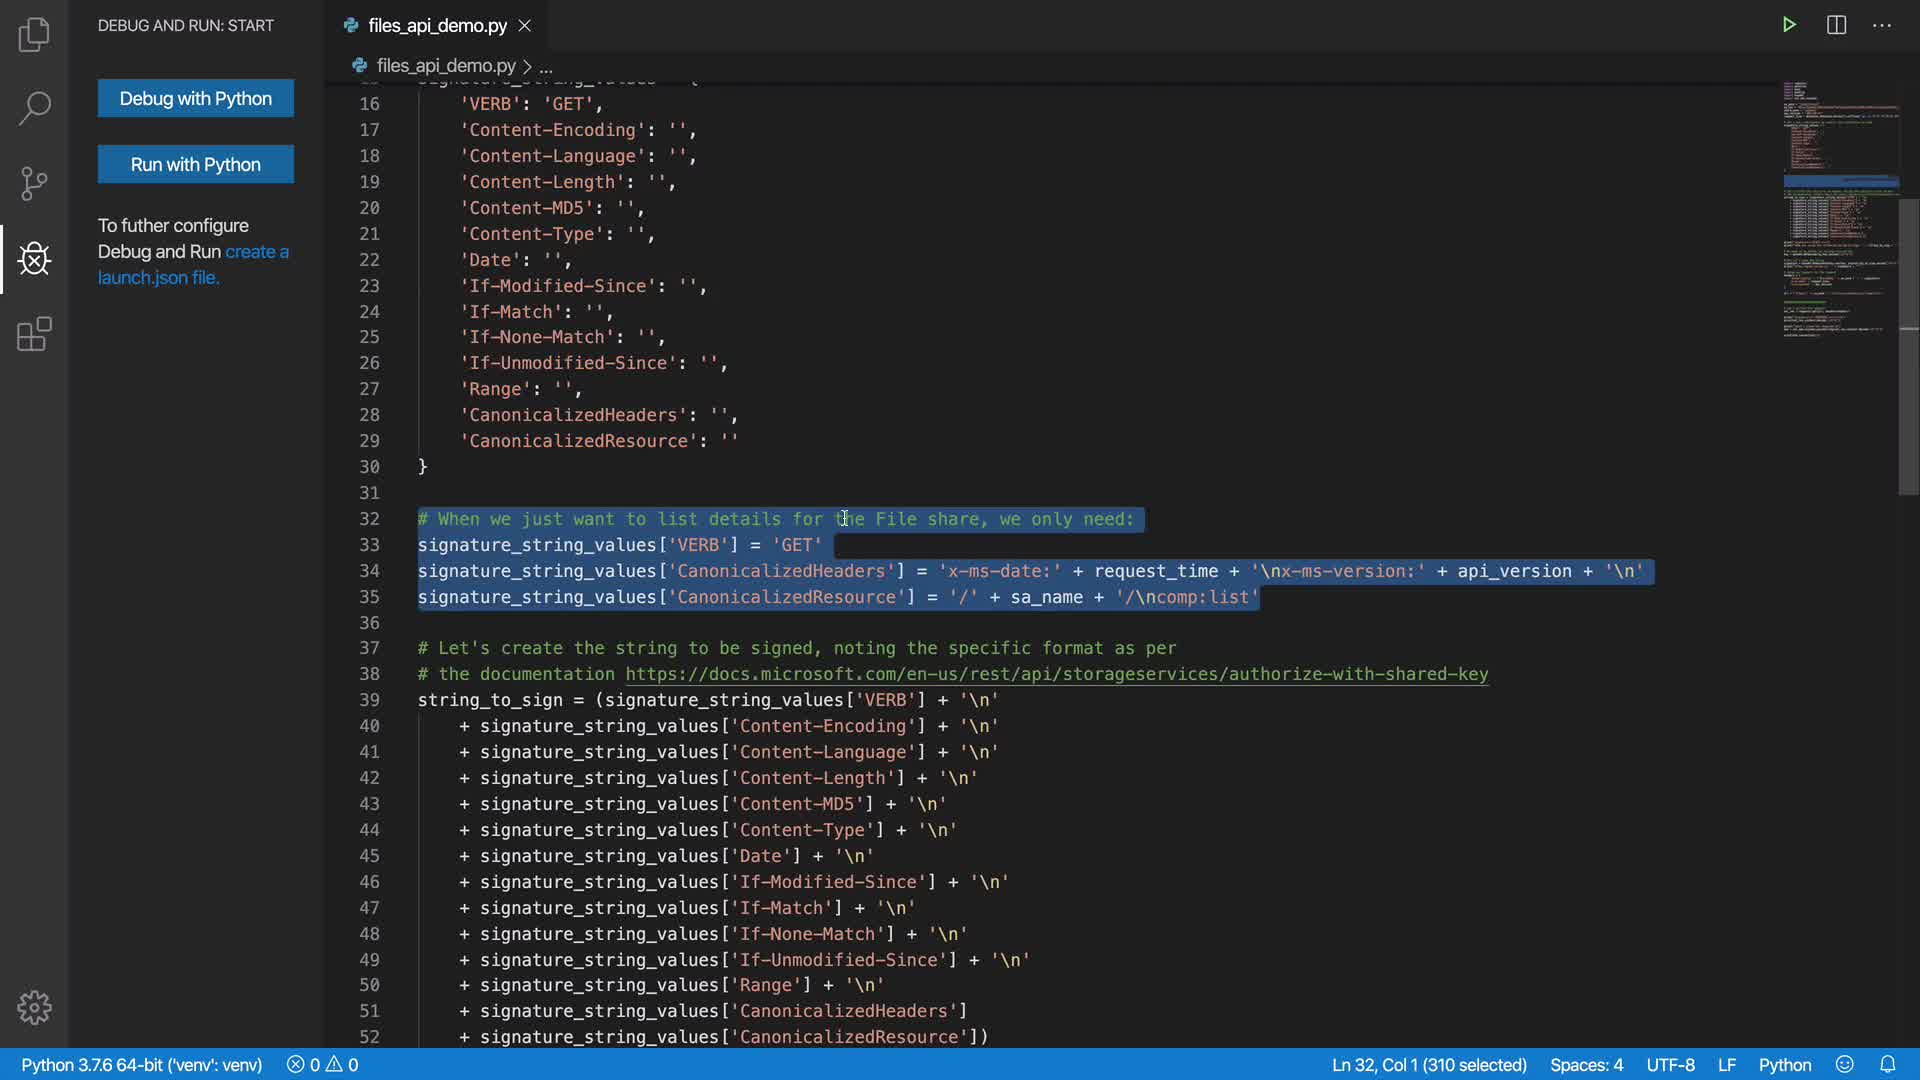 DEBUG AND RUN: START
files_api_demo.py
files_api_demo.py > ...
Debug with Python
Run with Python
To futher configure
Debug and Run create a
launch.json file.
16 'VERB': 'GET',
17 'Content-Encoding': '',
18 'Content-Language': '',
19 'Content-Length': '',
20 'Content-MD5': '',
21 'Content-Type': '',
22 'Date': '',
23 'If-Modified-Since': '',
24 'If-Match': '',
25 'If-None-Match': '',
26 'If-Unmodified-Since': '',
27 'Range': '',
28 'CanonicalizedHeaders': '',
29 'CanonicalizedResource': ''
30 }
31
32 # When we just want to list details for the File share, we only need:
33 signature_string_values['VERB'] = 'GET'
34 signature_string_values['CanonicalizedHeaders'] = 'x-ms-date:' + request_time + '\nx-ms-version:' + api_version + '\n'
35 signature_string_values['CanonicalizedResource'] = '/' + sa_name + '/\ncomp:list'
36
37 # Let's create the string to be signed, noting the specific format as per
38 # the documentation https://docs.microsoft.com/en-us/rest/api/storageservices/authorize-with-shared-key
39 string_to_sign = (signature_string_values['VERB'] + '\n'
40 + signature_string_values['Content-Encoding'] + '\n'
41 + signature_string_values['Content-Language'] + '\n'
42 + signature_string_values['Content-Length'] + '\n'
43 + signature_string_values['Content-MD5'] + '\n'
44 + signature_string_values['Content-Type'] + '\n'
45 + signature_string_values['Date'] + '\n'
46 + signature_string_values['If-Modified-Since'] + '\n'
47 + signature_string_values['If-Match'] + '\n'
48 + signature_string_values['If-None-Match'] + '\n'
49 + signature_string_values['If-Unmodified-Since'] + '\n'
50 + signature_string_values['Range'] + '\n'
51 + signature_string_values['CanonicalizedHeaders']
52 + signature_string_values['CanonicalizedResource'])
Python 3.7.6 64-bit ('venv': venv) 0 0 Ln 32, Col 1 (310 selected) Spaces: 4 UTF-8 LF Python